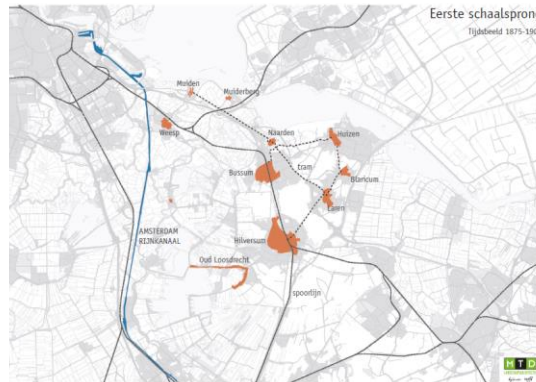 Eerste schaalsprong
Tijdsbeeld 1875-190
Muiden
Muiderberg
Weesp
Naarden
Huizen
Bussum
tram
Blaricum
Laren
AMSTERDAM
RIJNKANAAL
Hilversum
Oud Loosdrecht
spoorlijn
MTD